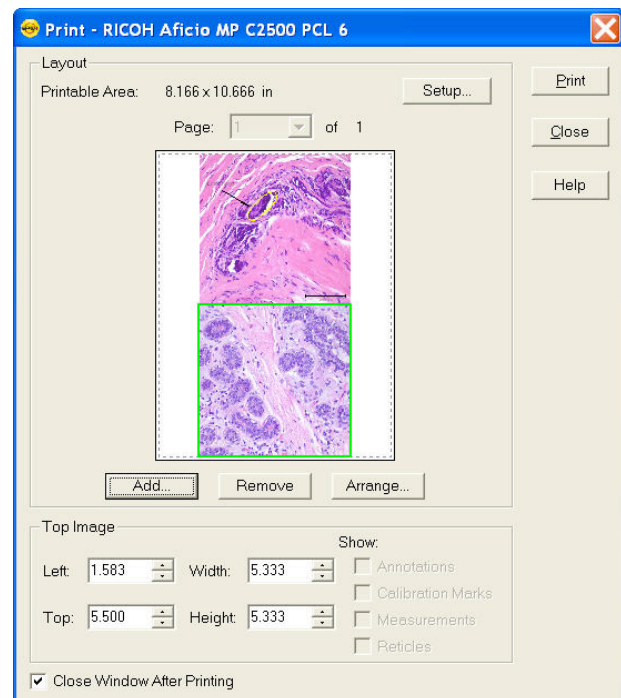 Print - RICOH Aficio MP C2500 PCL 6
Layout
Printable Area: 8.166 x 10.666 in
Setup...
Page: 1 of 1
Add...
Remove
Arrange...
Print
Close
Help
Top Image
Show:
Left: 1.583 Width: 5.333
Annotations
Calibration Marks
Top: 5.500 Height: 5.333
Measurements
Reticles
Close Window After Printing